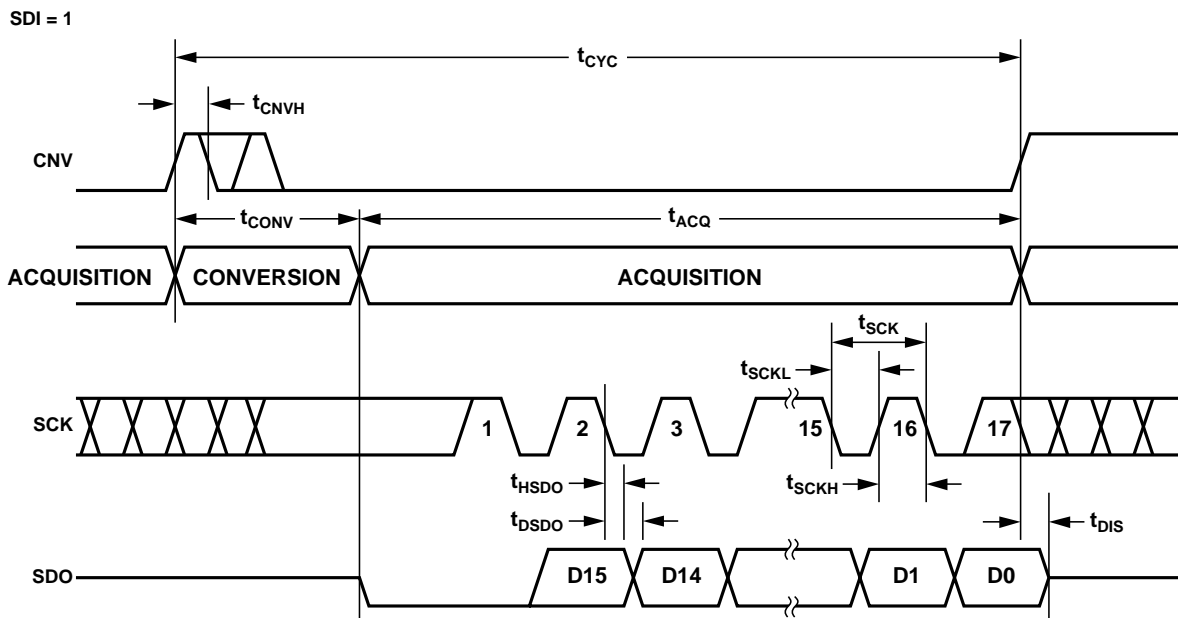 SDI = 1
tCYC
tCNVH
CNV
tCONV
tACQ
ACQUISITION
CONVERSION
ACQUISITION
tSCK
tSCKL
SCK
1
2
3
15
16
17
tHSDO
tSCKH
tDSDO
tDIS
SDO
D15
D14
D1
D0